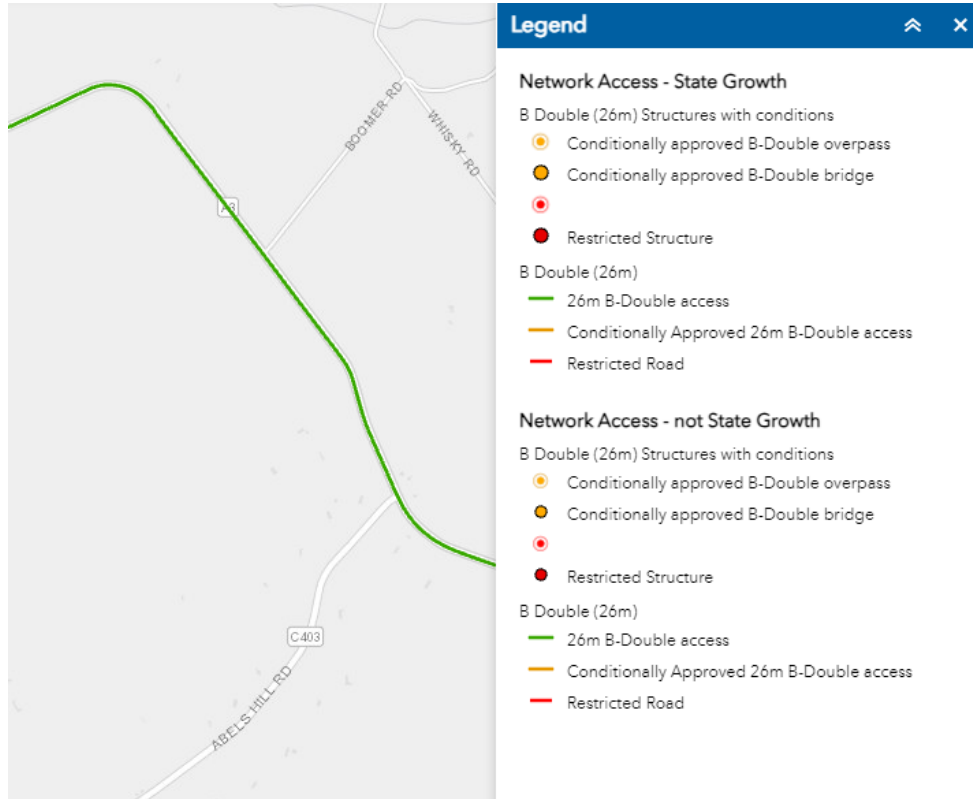 BOOMER RD
WHISKY RD
A3
C403
ABELS HILL RD
Legend
Network Access - State Growth
B Double (26m) Structures with conditions
Conditionally approved B-Double overpass
Conditionally approved B-Double bridge
Restricted Structure
B Double (26m)
26m B-Double access
Conditionally Approved 26m B-Double access
Restricted Road
Network Access - not State Growth
B Double (26m) Structures with conditions
Conditionally approved B-Double overpass
Conditionally approved B-Double bridge
Restricted Structure
B Double (26m)
26m B-Double access
Conditionally Approved 26m B-Double access
Restricted Road